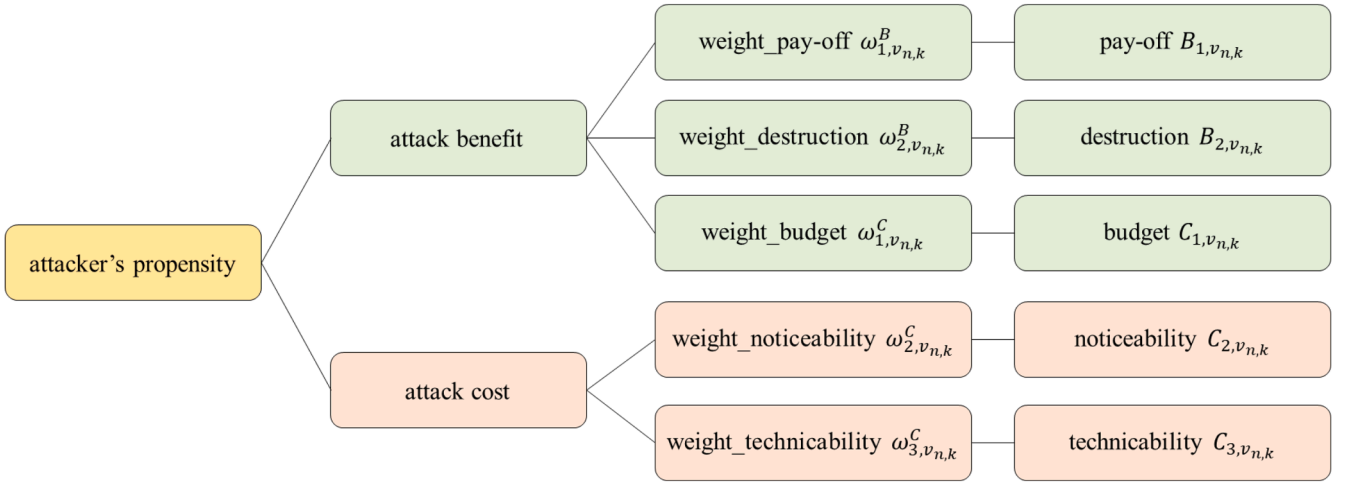 weight_pay-off ω^B_{1,v_{n,k}}
pay-off B_{1,v_{n,k}}
attack benefit
weight_destruction ω^B_{2,v_{n,k}}
destruction B_{2,v_{n,k}}
weight_budget ω^C_{1,v_{n,k}}
budget C_{1,v_{n,k}}
attacker’s propensity
weight_noticeability ω^C_{2,v_{n,k}}
noticeability C_{2,v_{n,k}}
attack cost
weight_technicability ω^C_{3,v_{n,k}}
technicability C_{3,v_{n,k}}